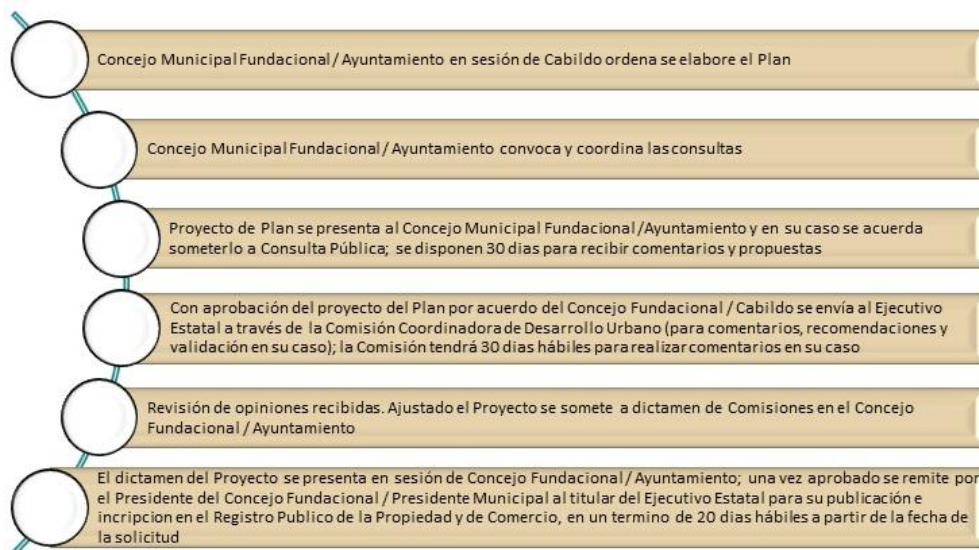 Concejo Municipal Fundacional / Ayuntamiento en sesión de Cabildo ordena se elabore el Plan
Concejo Municipal Fundacional / Ayuntamiento convoca y coordina las consultas
Proyecto de Plan se presenta al Concejo Municipal Fundacional /Ayuntamiento y en su caso se acuerda
someterlo a Consulta Pública; se disponen 30 dias para recibir comentarios y propuestas
Con aprobación del proyecto del Plan por acuerdo del Concejo Fundacional / Cabildo se envía al Ejecutivo
Estatal a través de la Comisión Coordinadora de Desarrollo Urbano (para comentarios, recomendaciones y
validación en su caso); la Comisión tendrá 30 dias hábiles para realizar comentarios en su caso
Revisión de opiniones recibidas. Ajustado el Proyecto se somete a dictamen de Comisiones en el Concejo
Fundacional / Ayuntamiento
El dictamen del Proyecto se presenta en sesión de Concejo Fundacional / Ayuntamiento; una vez aprobado se remite por
el Presidente del Concejo Fundacional / Presidente Municipal al titular del Ejecutivo Estatal para su publicación e
incripcion en el Registro Publico de la Propiedad y de Comercio, en un termino de 20 dias hábiles a partir de la fecha de
la solicitud